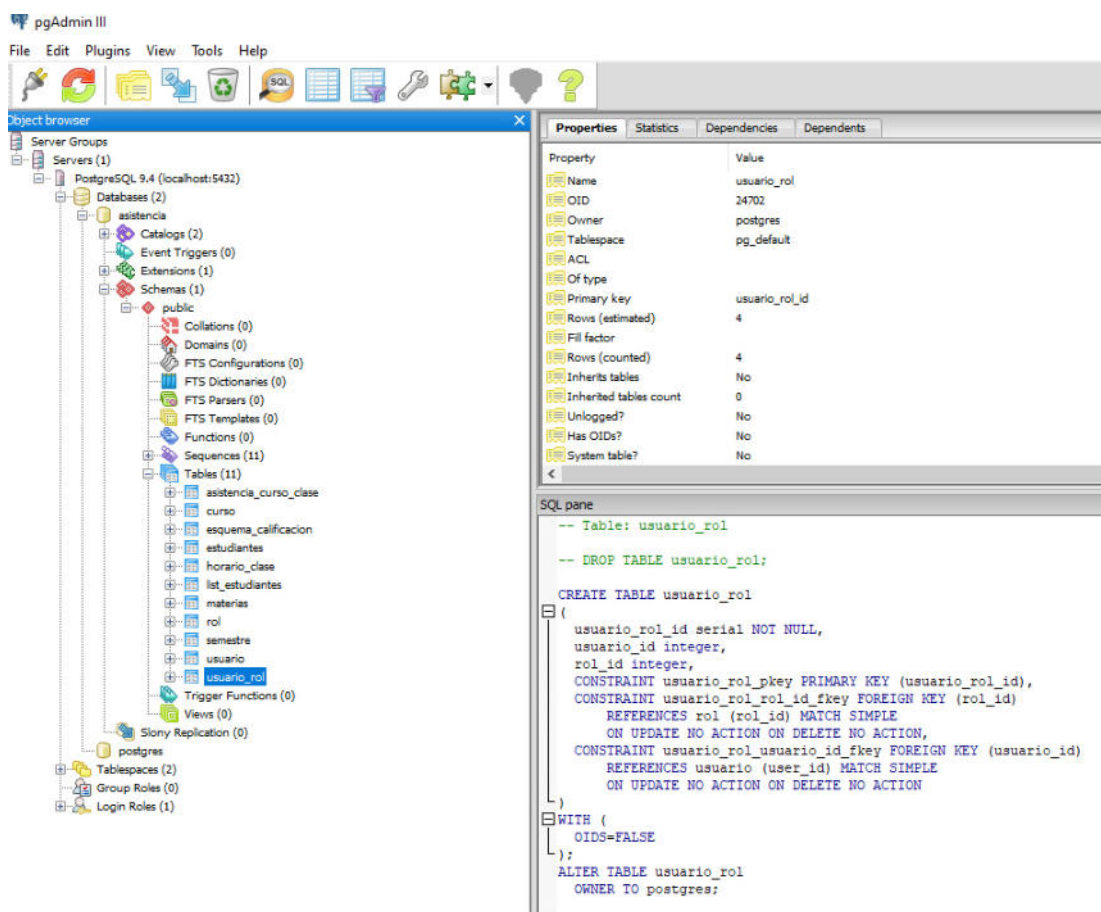 pgAdmin III
File Edit Plugins View Tools Help
SQL
Object browser
Server Groups
Servers (1)
PostgreSQL 9.4 (localhost:5432)
Databases (2)
asistencia
Catalogs (2)
Event Triggers (0)
Extensions (1)
Schemas (1)
public
Collations (0)
Domains (0)
FTS Configurations (0)
FTS Dictionaries (0)
FTS Parsers (0)
FTS Templates (0)
Functions (0)
Sequences (11)
Tables (11)
asistencia_curso_clase
curso
esquema_calificacion
estudiantes
horario_clase
list_estudiantes
materias
rol
semestre
usuario
usuario_rol
Trigger Functions (0)
Views (0)
Slony Replication (0)
postgres
Tablespaces (2)
Group Roles (0)
Login Roles (1)
Properties Statistics Dependencies Dependents
Property Value
Name usuario_rol
OID 24702
Owner postgres
Tablespace pg_default
ACL
Of type
Primary key usuario_rol_id
Rows (estimated) 4
Fill factor
Rows (counted) 4
Inherits tables No
Inherited tables count 0
Unlogged? No
Has OIDs? No
System table? No
SQL pane
-- Table: usuario_rol
-- DROP TABLE usuario_rol;
CREATE TABLE usuario_rol
(
usuario_rol_id serial NOT NULL,
usuario_id integer,
rol_id integer,
CONSTRAINT usuario_rol_pkey PRIMARY KEY (usuario_rol_id),
CONSTRAINT usuario_rol_rol_id_fkey FOREIGN KEY (rol_id)
REFERENCES rol (rol_id) MATCH SIMPLE
ON UPDATE NO ACTION ON DELETE NO ACTION,
CONSTRAINT usuario_rol_usuario_id_fkey FOREIGN KEY (usuario_id)
REFERENCES usuario (user_id) MATCH SIMPLE
ON UPDATE NO ACTION ON DELETE NO ACTION
)
WITH (
OIDS=FALSE
);
ALTER TABLE usuario_rol
OWNER TO postgres;